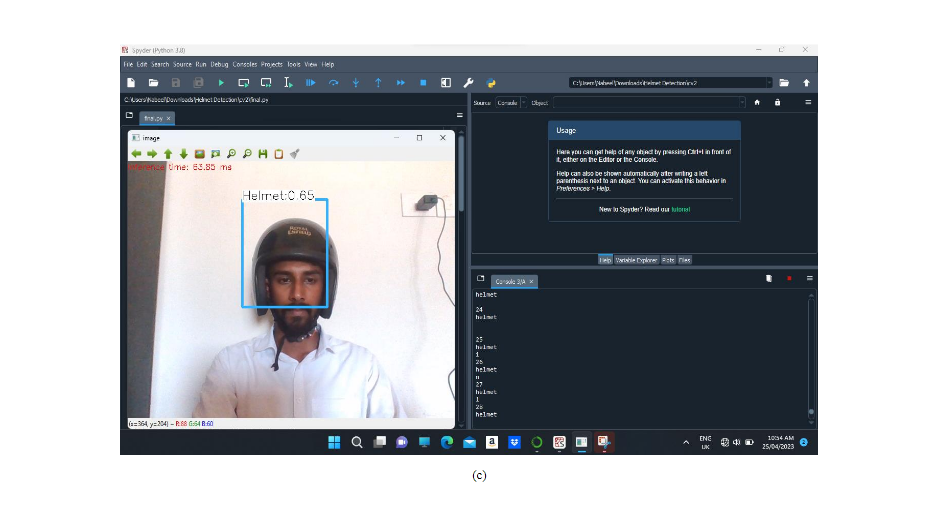 Spyder (Python 3.8)
File Edit Search Source Run Debug Consoles Projects Tools View Help
C:\Users\Nabeel\Downloads\Helmet Detection\cv2
C:\Users\Nabeel\Downloads\Helmet Detection\cv2\final.py
Source Console Object
final.py
image
time: 63.85 ms
Helmet:0.65
Usage
Here you can get help of any object by pressing Ctrl+I in front of
it, either on the Editor or the Console.
Help can also be shown automatically after writing a left
parenthesis next to an object. You can activate this behavior in
Preferences > Help.
New to Spyder? Read our tutorial
Help Variable Explorer Plots Files
Console 3/A
helmet
24
helmet
25
helmet
1
26
helmet
n
27
helmet
1
28
helmet
(x=364, y=204) ~ R:68 G:64 B:60
ENG
UK
10:54 AM
25/04/2023
2
(c)